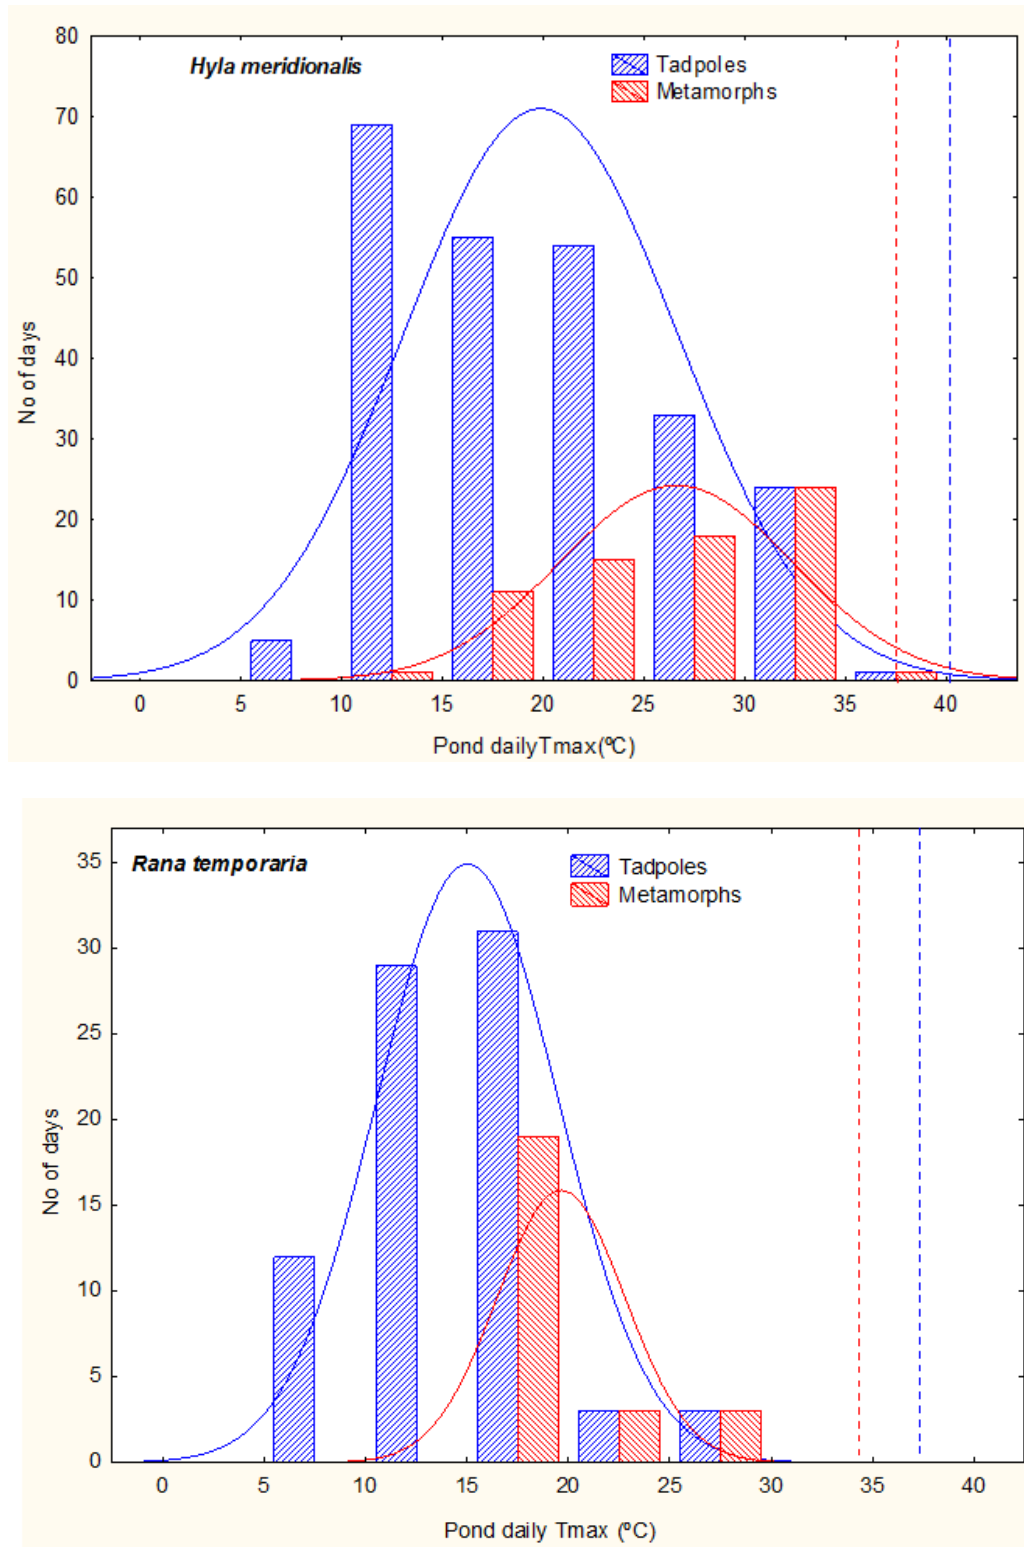 Hyla meridionalis
Tadpoles
Metamorphs
80
70
60
50
40
30
20
10
0
No of days
0 5 10 15 20 25 30 35 40
Pond dailyTmax(ºC)
Rana temporaria
Tadpoles
Metamorphs
35
30
25
20
15
10
5
0
No of days
0 5 10 15 20 25 30 35 40
Pond daily Tmax (ºC)